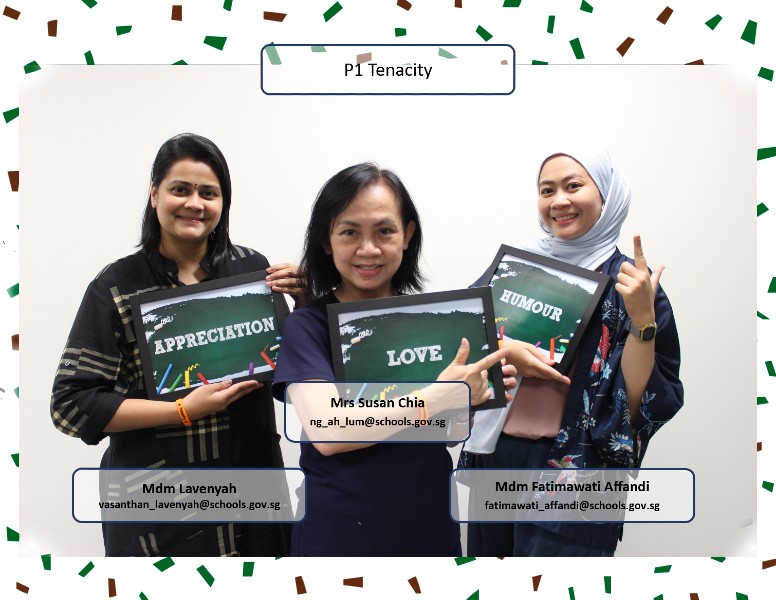 P1 Tenacity
APPRECIATION
LOVE
HUMOUR
Mrs Susan Chia
ng_ah_lum@schools.gov.sg
Mdm Lavenyah
vasanthan_lavenyah@schools.gov.sg
Mdm Fatimawati Affandi
fatimawati_affandi@schools.gov.sg